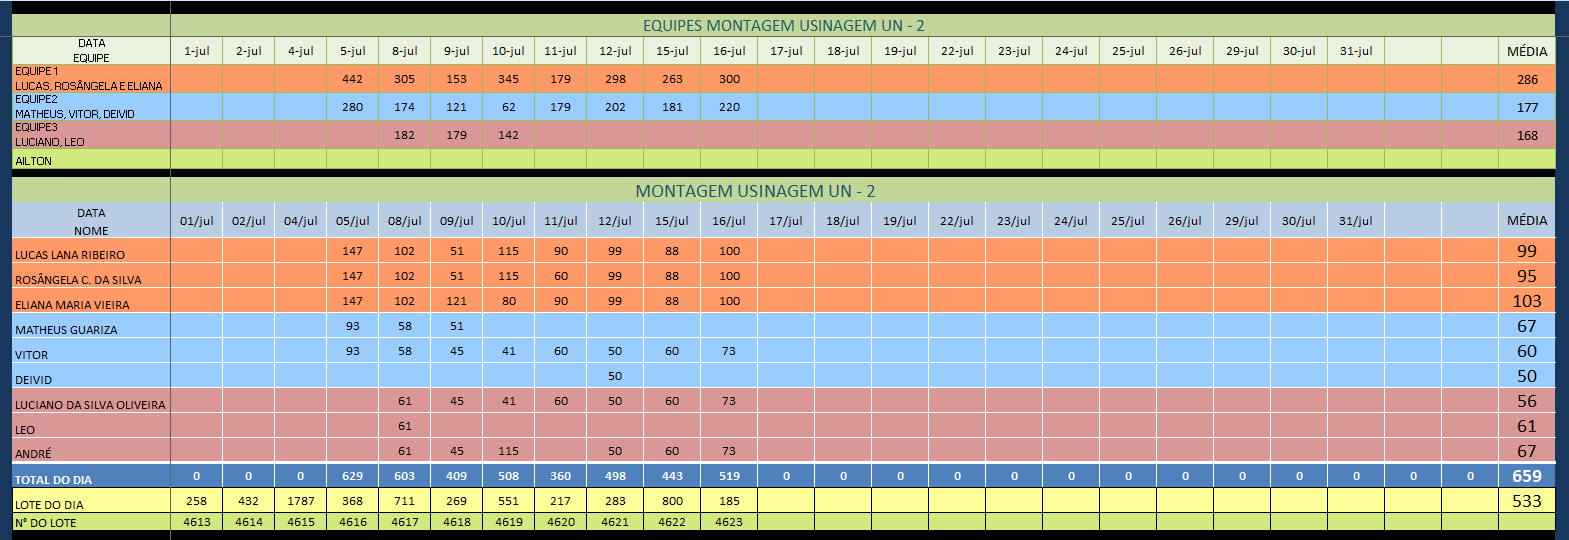 EQUIPES MONTAGEM USINAGEM UN - 2
DATA
EQUIPE
1-jul 2-jul 4-jul 5-jul 8-jul 9-jul 10-jul 11-jul 12-jul 15-jul 16-jul 17-jul 18-jul 19-jul 22-jul 23-jul 24-jul 25-jul 26-jul 29-jul 30-jul 31-jul MÉDIA
EQUIPE 1
LUCAS, ROSÂNGELA E ELIANA 442 305 153 345 179 298 263 300 286
EQUIPE2
MATHEUS, VITOR, DEIVID 280 174 121 62 179 202 181 220 177
EQUIPE3
LUCIANO, LEO 182 179 142 168
AILTON
MONTAGEM USINAGEM UN - 2
DATA
NOME
01/jul 02/jul 04/jul 05/jul 08/jul 09/jul 10/jul 11/jul 12/jul 15/jul 16/jul 17/jul 18/jul 19/jul 22/jul 23/jul 24/jul 25/jul 26/jul 29/jul 30/jul 31/jul MÉDIA
LUCAS LANA RIBEIRO 147 102 51 115 90 99 88 100 99
ROSÂNGELA C. DA SILVA 147 102 51 115 60 99 88 100 95
ELIANA MARIA VIEIRA 147 102 121 80 90 99 88 100 103
MATHEUS GUARIZA 93 58 51 67
VITOR 93 58 45 41 60 50 60 73 60
DEIVID 50 50
LUCIANO DA SILVA OLIVEIRA 61 45 41 60 50 60 73 56
LEO 61 61
ANDRÉ 61 45 115 50 60 73 67
TOTAL DO DIA 0 0 0 629 603 409 508 360 498 443 519 0 0 0 0 0 0 0 0 0 0 0 0 0 659
LOTE DO DIA 258 432 1787 368 711 269 551 217 283 800 185 533
N° DO LOTE 4613 4614 4615 4616 4617 4618 4619 4620 4621 4622 4623